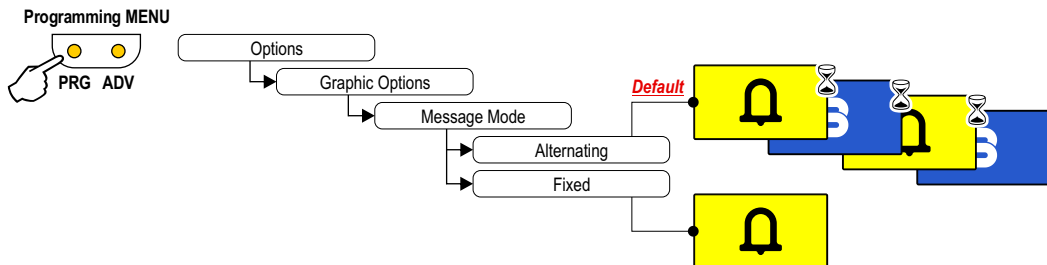 Programming MENU
PRG ADV
Options
Graphic Options
Message Mode
Alternating
Fixed
Default